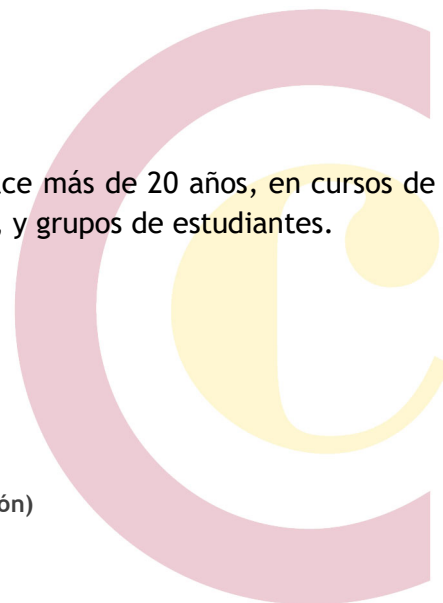 ce más de 20 años, en cursos de
, y grupos de estudiantes.
ón)